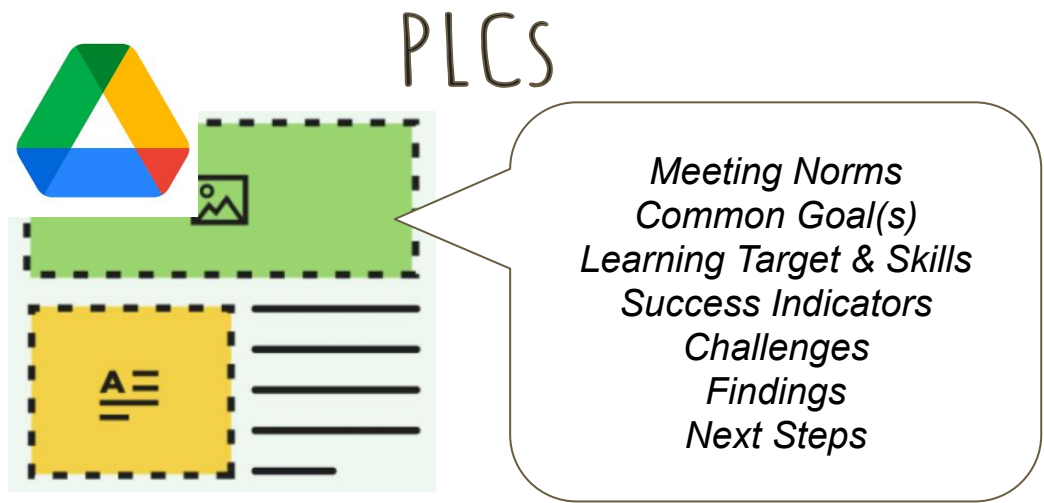 PLCs
Meeting Norms
Common Goal(s)
Learning Target & Skills
Success Indicators
Challenges
Findings
Next Steps
A